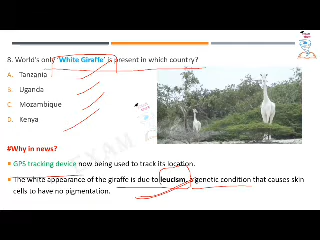 8. World's only 'White Giraffe' is present in which country?
A. Tanzania
B. Uganda
C. Mozambique
D. Kenya
#Why in news?
GPS tracking device now being used to track its location.
The white appearance of the giraffe is due to leucism, a genetic condition that causes skin
cells to have no pigmentation.